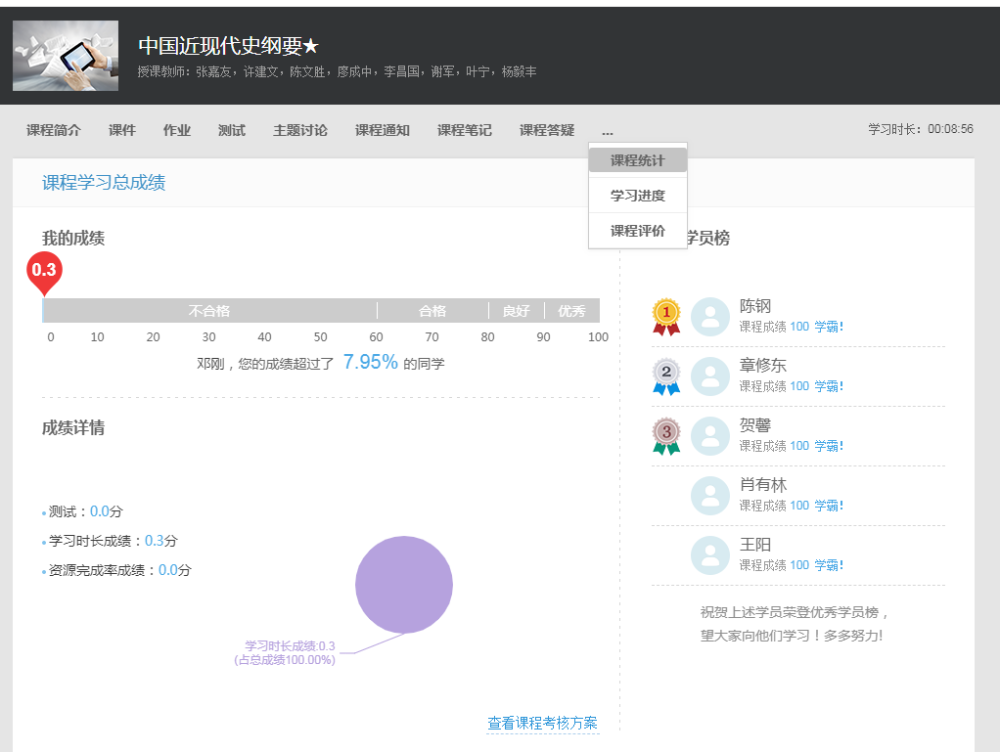 中国近现代史纲要★
授课教师：张嘉友，许建文，陈文胜，廖成中，李昌国，谢军，叶宁，杨毅丰
课程简介 课件 作业 测试 主题讨论 课程通知 课程笔记 课程答疑 ... 学习时长：00:08:56
课程统计
学习进度
课程评价
课程学习总成绩
我的成绩
0.3
不合格 合格 良好 优秀
0 10 20 30 40 50 60 70 80 90 100
邓刚，您的成绩超过了 7.95% 的同学
成绩详情
测试：0.0分
学习时长成绩：0.3分
资源完成率成绩：0.0分
学习时长成绩:0.3
(占总成绩100.00%)
查看课程考核方案
学员榜
1 陈钢
课程成绩 100 学霸!
2 章修东
课程成绩 100 学霸!
3 贺馨
课程成绩 100 学霸!
肖有林
课程成绩 100 学霸!
王阳
课程成绩 100 学霸!
祝贺上述学员荣登优秀学员榜，
望大家向他们学习！多多努力!